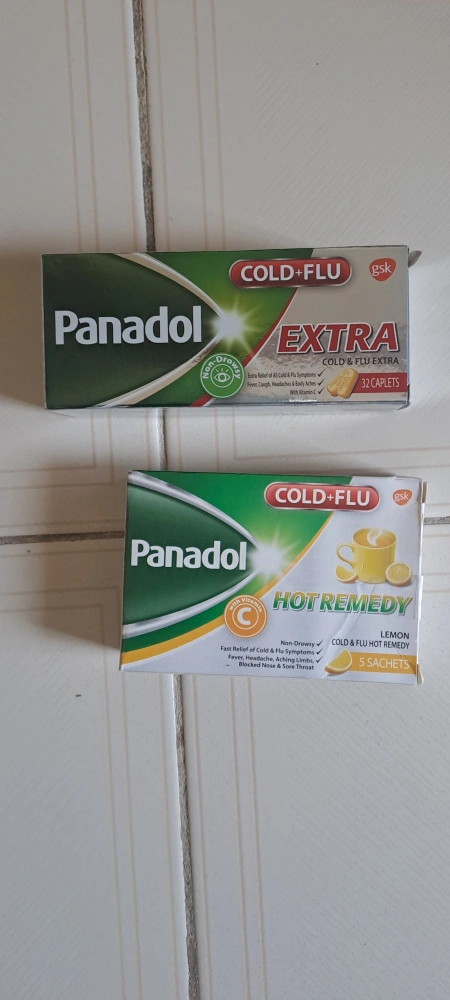 COLD+FLU
gsk
Panadol
EXTRA
COLD & FLU EXTRA
Non-Drowsy
Extra Relief of All Cold & Flu Symptoms ✓
Fever, Cough, Headaches & Body Aches ✓
With Vitamin C ✓
32 CAPLETS
COLD+FLU
gsk
Panadol
HOT REMEDY
with Vitamin
C
LEMON
COLD & FLU HOT REMEDY
Non-Drowsy ✓
Fast Relief of Cold & Flu Symptoms ✓
Fever, Headache, Aching Limbs, ✓
Blocked Nose & Sore Throat
5 SACHETS